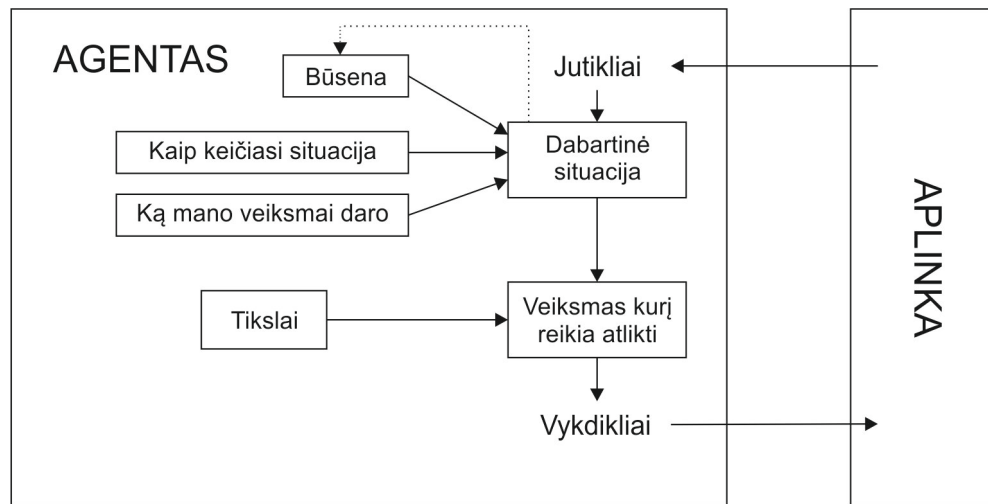 AGENTAS
Būsena
Jutikliai
Kaip keičiasi situacija
Dabartinė
situacija
Ką mano veiksmai daro
Tikslai
Veiksmas kurį
reikia atlikti
Vykdikliai
APLINKA